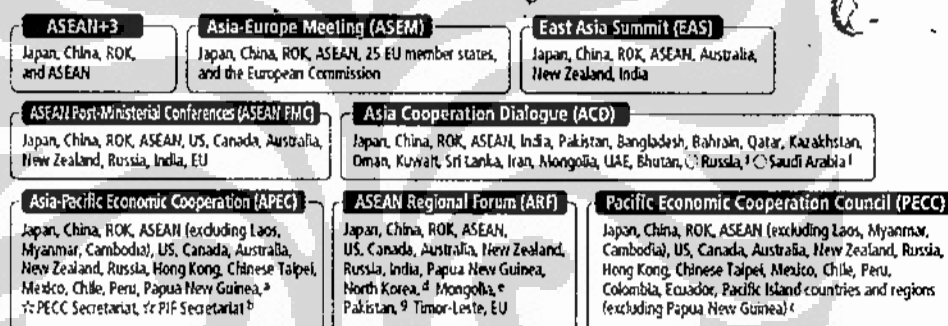 ASEAN+3
Japan, China, ROK,
and ASEAN
Asia-Europe Meeting (ASEM)
Japan, China, ROK, ASEAN, 25 EU member states,
and the European Commission
East Asia Summit (EAS)
Japan, China, ROK, ASEAN, Australia,
New Zealand, India
ASEAN Post-Ministerial Conferences (ASEAN PMC)
Japan, China, ROK, ASEAN, US, Canada, Australia,
New Zealand, Russia, India, EU
Asia Cooperation Dialogue (ACD)
Japan, China, ROK, ASEAN, India, Pakistan, Bangladesh, Bahrain, Qatar, Kazakhstan,
Oman, Kuwait, Sri Lanka, Iran, Mongolia, UAE, Bhutan, ○ Russia, ○ Saudi Arabia
Asia-Pacific Economic Cooperation (APEC)
Japan, China, ROK, ASEAN (excluding Laos,
Myanmar, Cambodia), US, Canada, Australia,
New Zealand, Russia, Hong Kong, Chinese Taipei,
Mexico, Chile, Peru, Papua New Guinea, a
☆ PECC Secretariat, ☆ PIF Secretariat b
ASEAN Regional Forum (ARF)
Japan, China, ROK, ASEAN,
US, Canada, Australia, New Zealand,
Russia, India, Papua New Guinea,
North Korea, d Mongolia, e
Pakistan, g Timor-Leste, EU
Pacific Economic Cooperation Council (PECC)
Japan, China, ROK, ASEAN (excluding Laos, Myanmar,
Cambodia), US, Canada, Australia, New Zealand, Russia,
Hong Kong, Chinese Taipei, Mexico, Chile, Peru,
Colombia, Ecuador, Pacific Island countries and regions
(excluding Papua New Guinea) c